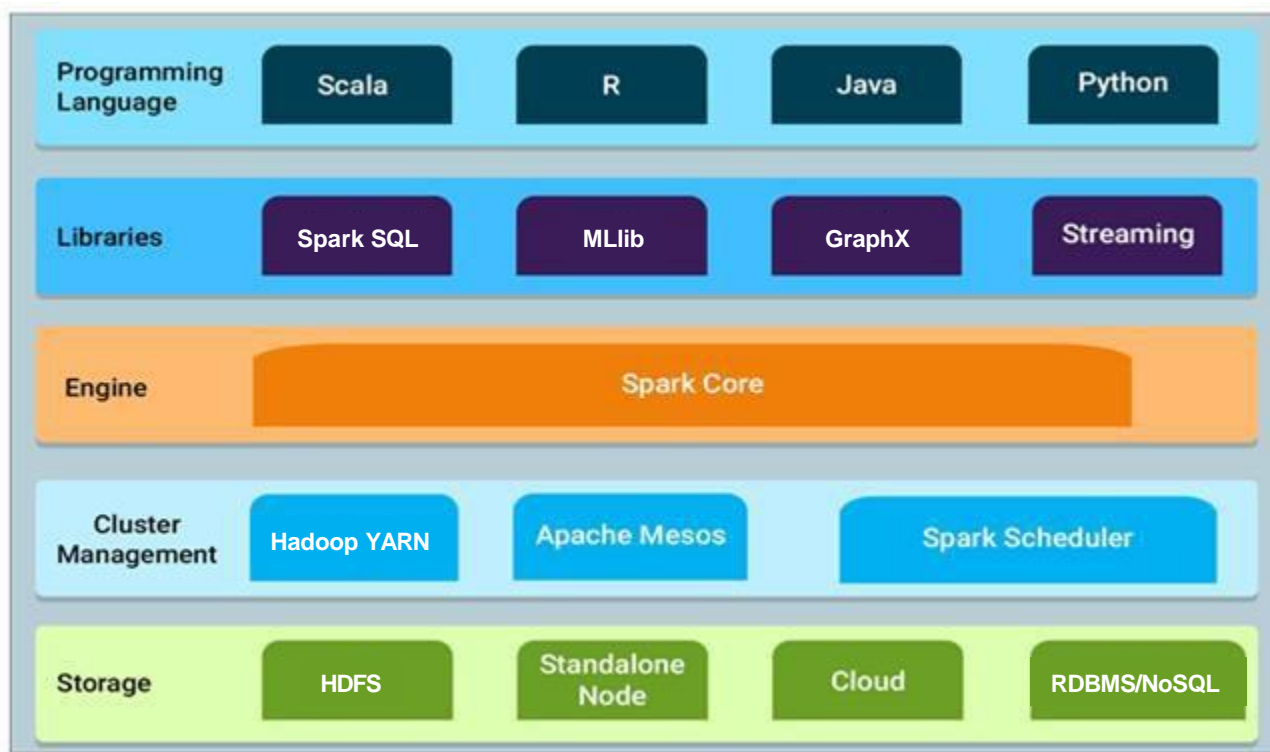 Programming
Language
Scala
R
Java
Python
Libraries
Spark SQL
MLlib
GraphX
Streaming
Engine
Spark Core
Cluster
Management
Hadoop YARN
Apache Mesos
Spark Scheduler
Storage
HDFS
Standalone
Node
Cloud
RDBMS/NoSQL